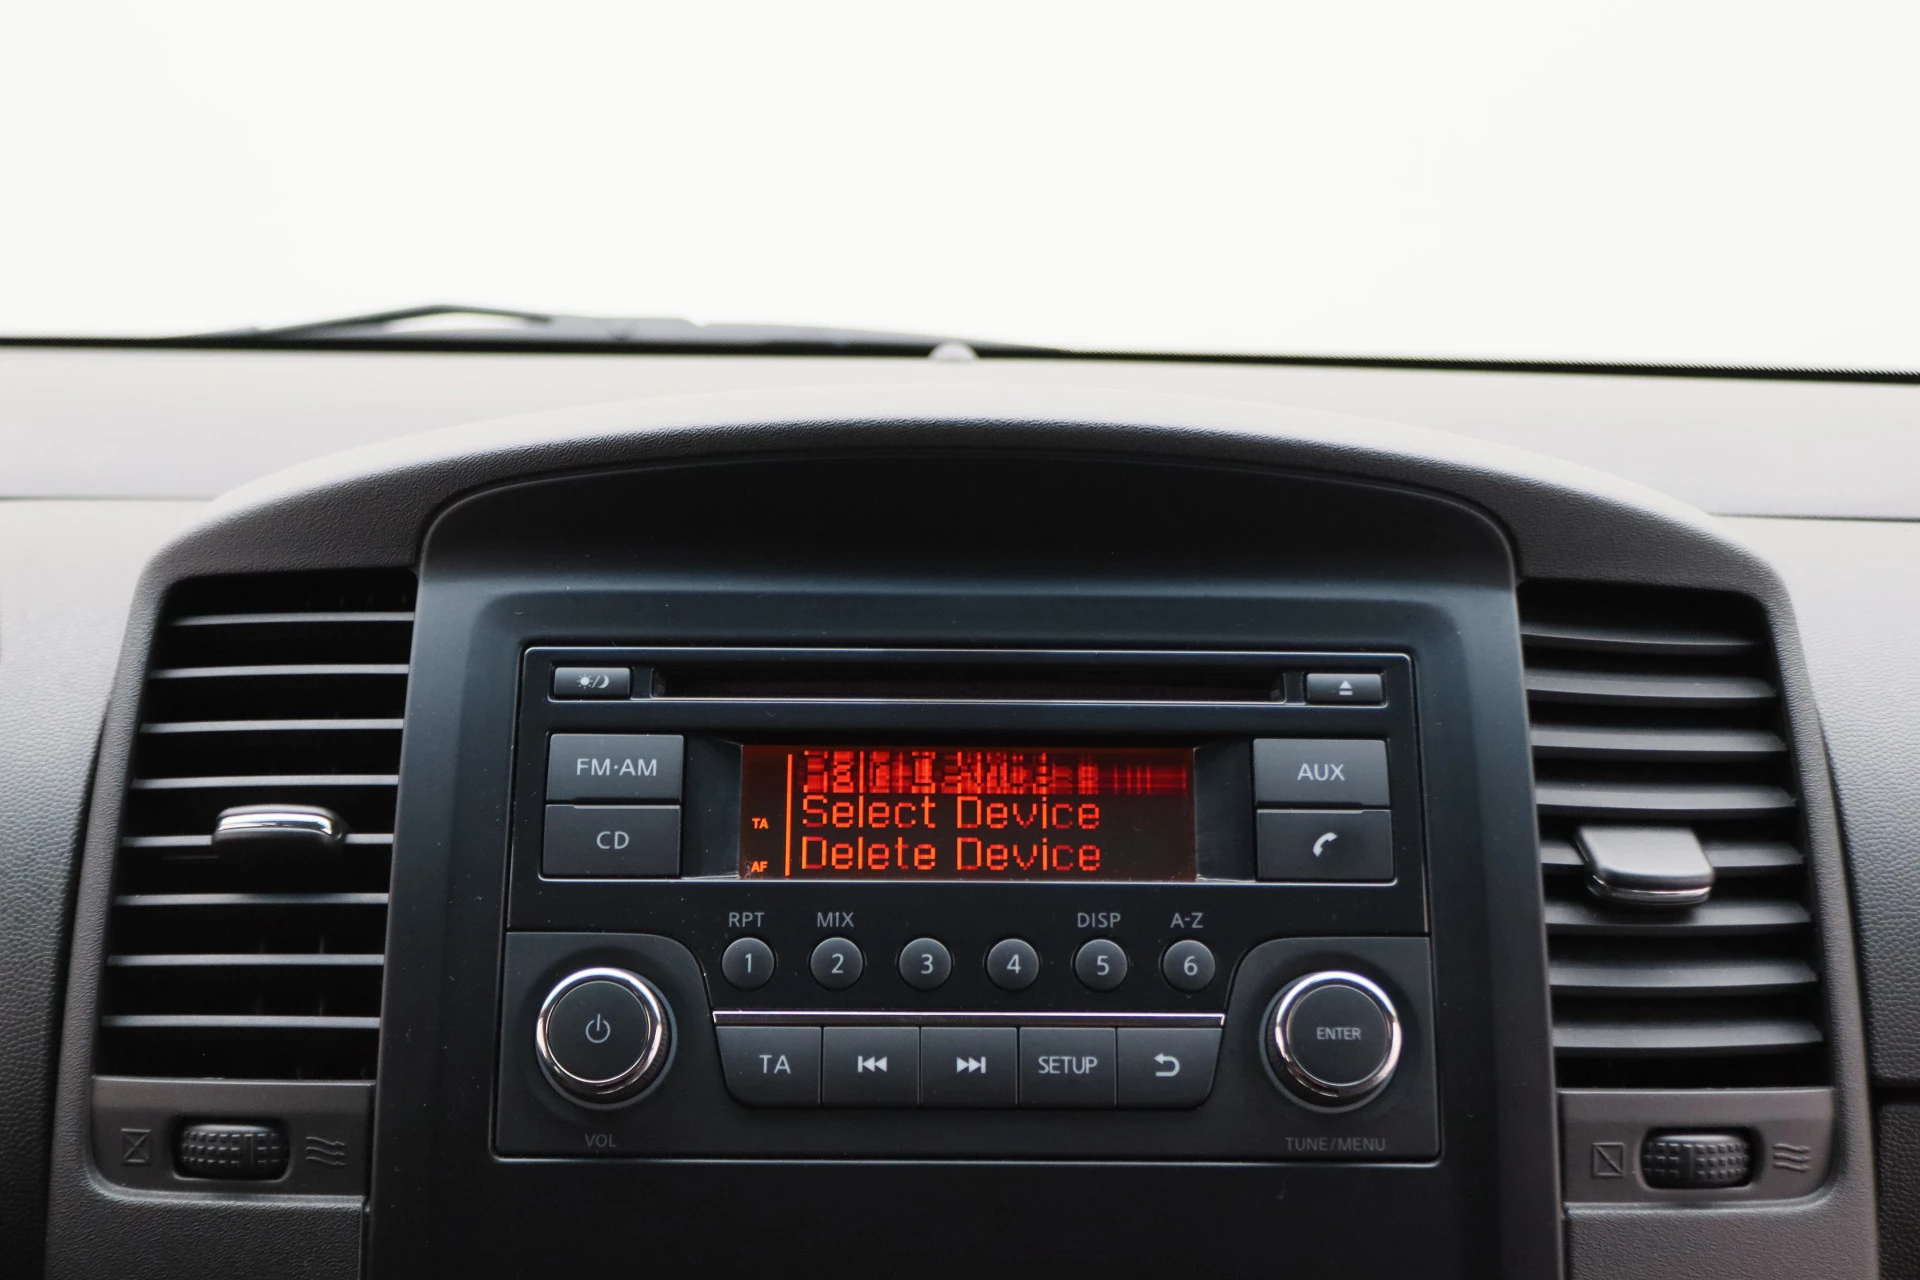 FM·AM
AUX
CD
TA
Select Device
AF
Delete Device
RPT MIX DISP A-Z
1 2 3 4 5 6
ENTER
TA SETUP
VOL
TUNE/MENU